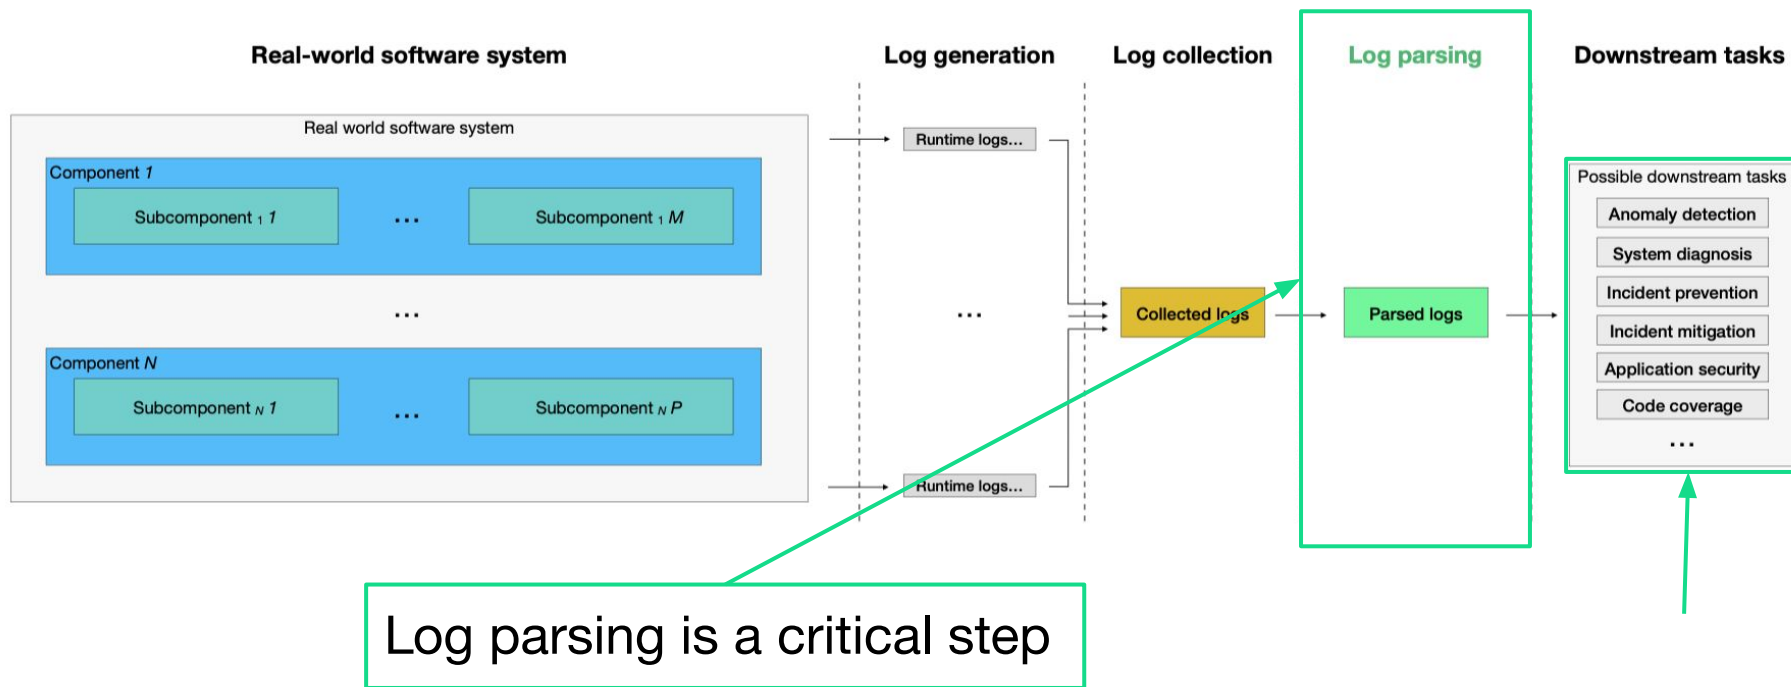 Real-world software system
Log generation
Log collection
Log parsing
Downstream tasks
Real world software system
Component 1
Subcomponent 1 1
...
Subcomponent 1 M
...
Component N
Subcomponent N 1
...
Subcomponent N P
Runtime logs...
...
Runtime logs...
Collected logs
Parsed logs
Possible downstream tasks
Anomaly detection
System diagnosis
Incident prevention
Incident mitigation
Application security
Code coverage
...
Log parsing is a critical step